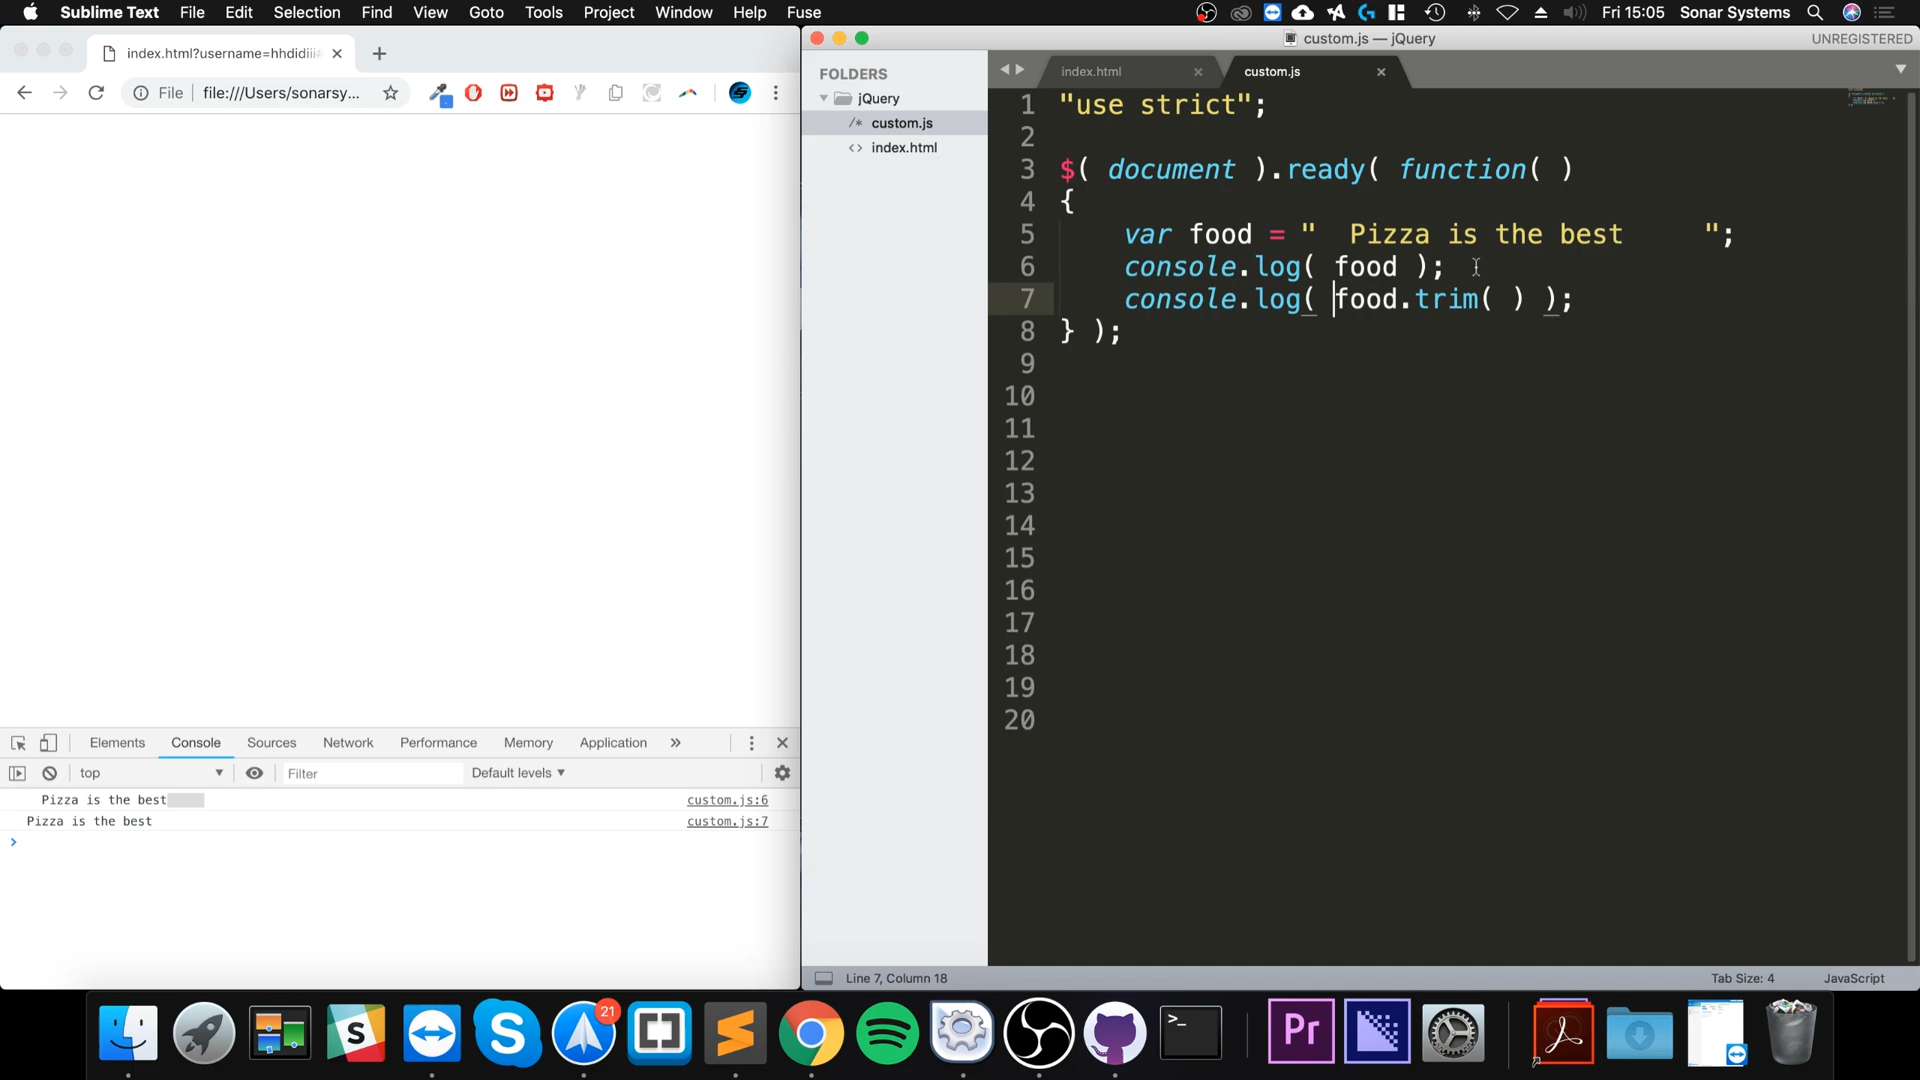 Sublime Text File Edit Selection Find View Goto Tools Project Window Help Fuse Fri 15:05 Sonar Systems
index.html?username=hhdidiii
File file:///Users/sonarsy...
custom.js — jQuery UNREGISTERED
FOLDERS
jQuery
/* custom.js
<> index.html
index.html custom.js
1 "use strict";
2
3 $( document ).ready( function( )
4 {
5 var food = "  Pizza is the best     ";
6 console.log( food );
7 console.log( food.trim( ) );
8 } );
9
10
11
12
13
14
15
16
17
18
19
20
Elements Console Sources Network Performance Memory Application »
top Filter Default levels
Pizza is the best custom.js:6
Pizza is the best custom.js:7
>
Line 7, Column 18 Tab Size: 4 JavaScript
21
S
S
>_
Pr